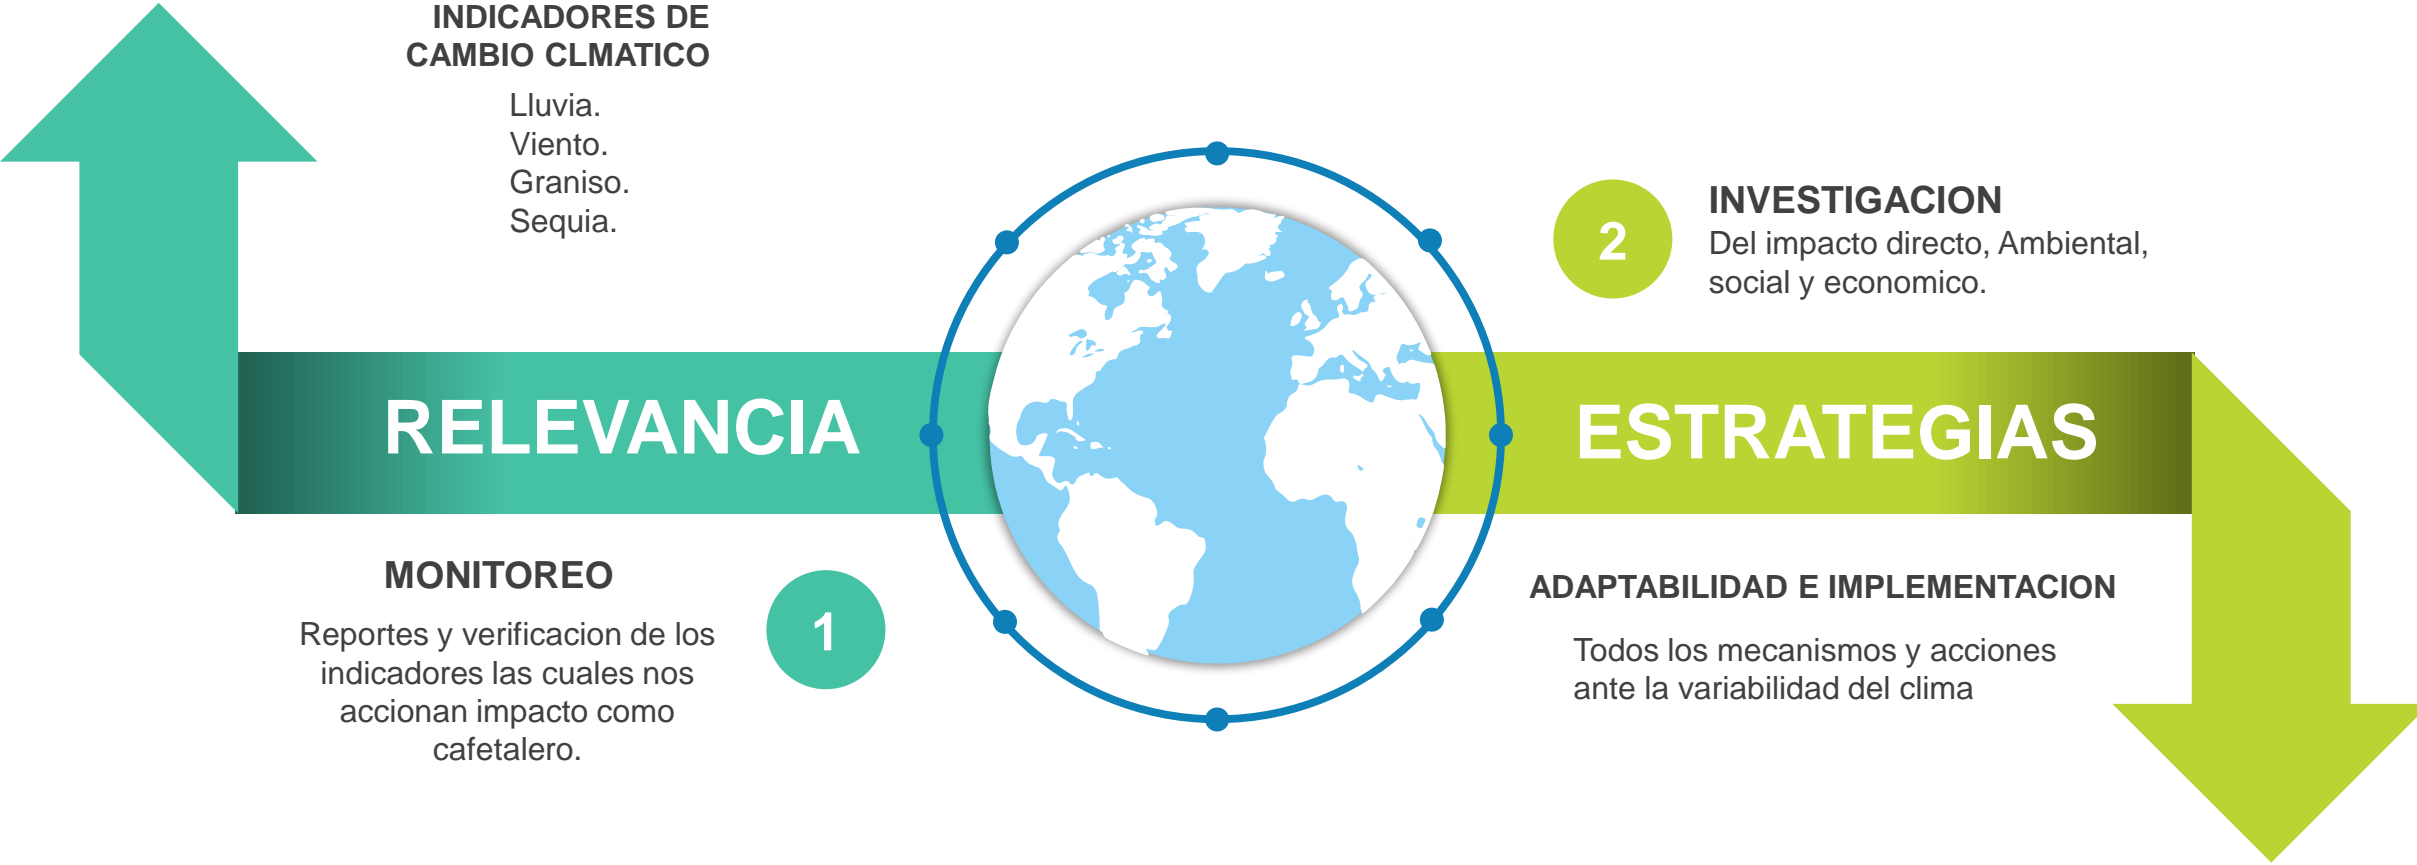 INDICADORES DE
CAMBIO CLMATICO
Lluvia.
Viento.
Graniso.
Sequia.
RELEVANCIA
MONITOREO
Reportes y verificacion de los
indicadores las cuales nos
accionan impacto como
cafetalero.
1
2
INVESTIGACION
Del impacto directo, Ambiental,
social y economico.
ESTRATEGIAS
ADAPTABILIDAD E IMPLEMENTACION
Todos los mecanismos y acciones
ante la variabilidad del clima